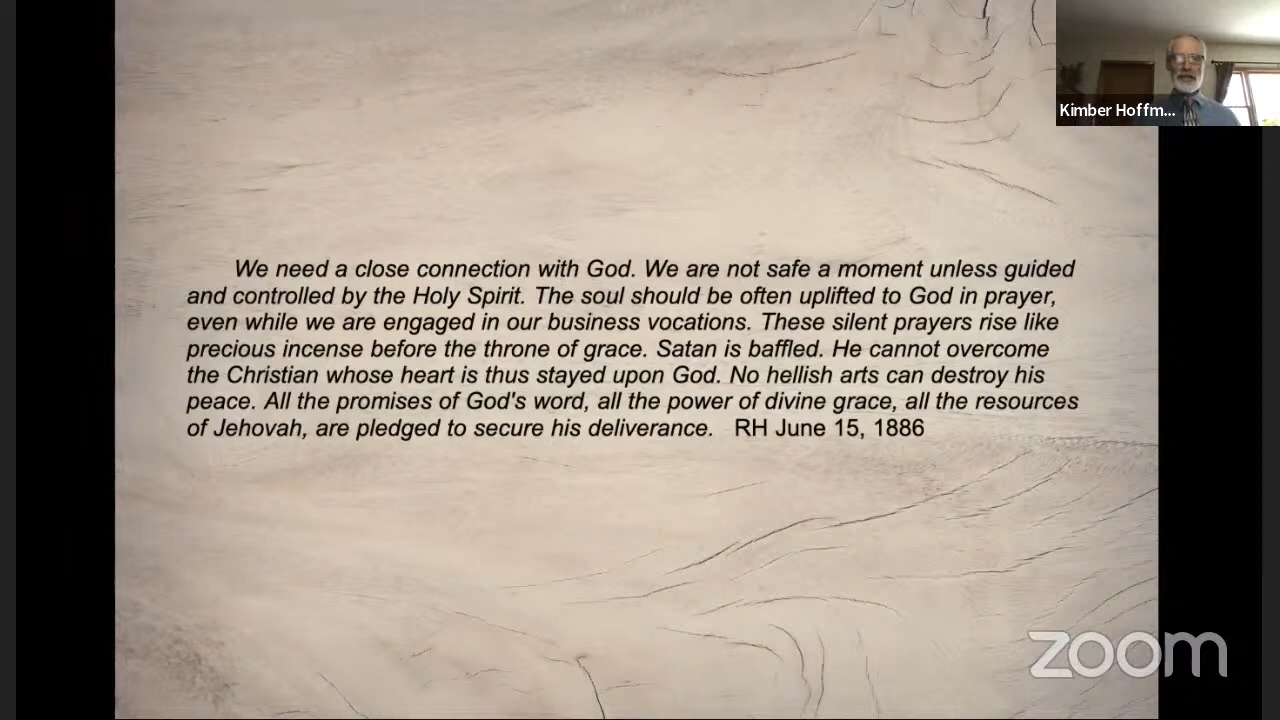 Kimber Hoffm...
We need a close connection with God. We are not safe a moment unless guided
and controlled by the Holy Spirit. The soul should be often uplifted to God in prayer,
even while we are engaged in our business vocations. These silent prayers rise like
precious incense before the throne of grace. Satan is baffled. He cannot overcome
the Christian whose heart is thus stayed upon God. No hellish arts can destroy his
peace. All the promises of God's word, all the power of divine grace, all the resources
of Jehovah, are pledged to secure his deliverance. RH June 15, 1886
zoom